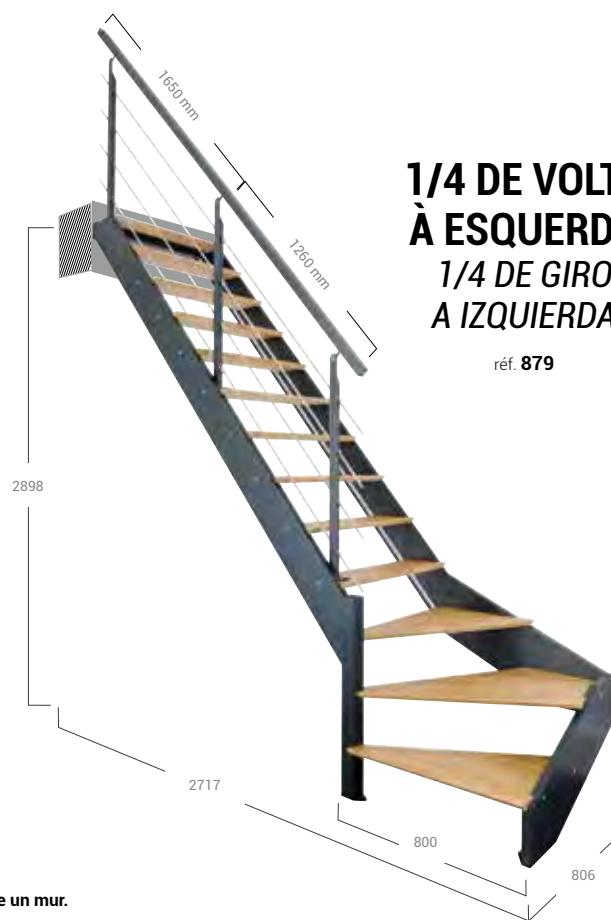 1650 mm
1/4 DE VOLT
À ESQUERD
1/4 DE GIRO
A IZQUIERDA
1260 mm
réf. 879
2898
2717
800
806
e un mur.